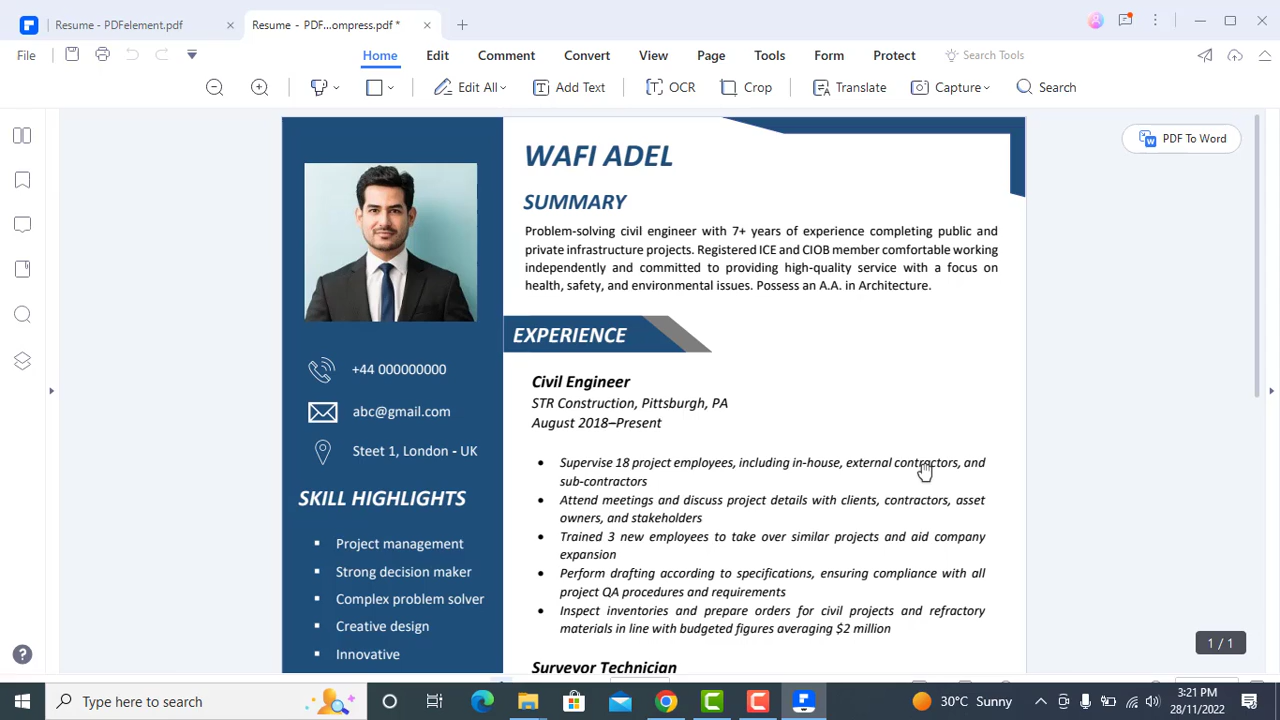 Resume - PDFelement.pdf
Resume - PDF...ompress.pdf *
File
Home
Edit
Comment
Convert
View
Page
Tools
Form
Protect
Search Tools
Edit All
Add Text
OCR
Crop
Translate
Capture
Search
PDF To Word
WAFI ADEL
SUMMARY
Problem-solving civil engineer with 7+ years of experience completing public and
private infrastructure projects. Registered ICE and CIOB member comfortable working
independently and committed to providing high-quality service with a focus on
health, safety, and environmental issues. Possess an A.A. in Architecture.
EXPERIENCE
Civil Engineer
STR Construction, Pittsburgh, PA
August 2018–Present
• Supervise 18 project employees, including in-house, external contractors, and
sub-contractors
• Attend meetings and discuss project details with clients, contractors, asset
owners, and stakeholders
• Trained 3 new employees to take over similar projects and aid company
expansion
• Perform drafting according to specifications, ensuring compliance with all
project QA procedures and requirements
• Inspect inventories and prepare orders for civil projects and refractory
materials in line with budgeted figures averaging $2 million
Surveyor Technician
+44 000000000
abc@gmail.com
Steet 1, London - UK
SKILL HIGHLIGHTS
▪ Project management
▪ Strong decision maker
▪ Complex problem solver
▪ Creative design
▪ Innovative
1 / 1
Type here to search
30°C Sunny
3:21 PM
28/11/2022